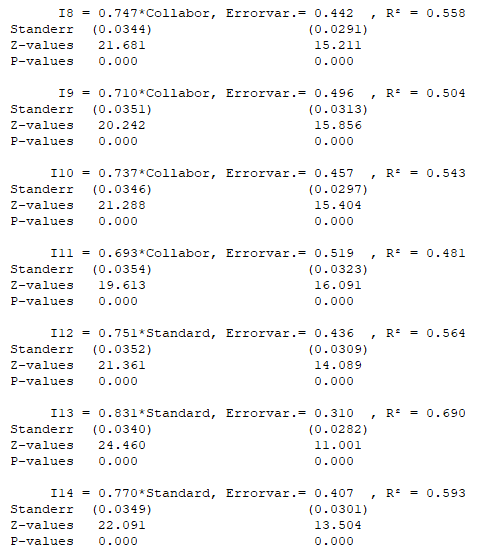 I8 = 0.747*Collabor, Errorvar.= 0.442 , R² = 0.558
Standerr (0.0344) (0.0291)
Z-values 21.681 15.211
P-values 0.000 0.000
I9 = 0.710*Collabor, Errorvar.= 0.496 , R² = 0.504
Standerr (0.0351) (0.0313)
Z-values 20.242 15.856
P-values 0.000 0.000
I10 = 0.737*Collabor, Errorvar.= 0.457 , R² = 0.543
Standerr (0.0346) (0.0297)
Z-values 21.288 15.404
P-values 0.000 0.000
I11 = 0.693*Collabor, Errorvar.= 0.519 , R² = 0.481
Standerr (0.0354) (0.0323)
Z-values 19.613 16.091
P-values 0.000 0.000
I12 = 0.751*Standard, Errorvar.= 0.436 , R² = 0.564
Standerr (0.0352) (0.0309)
Z-values 21.361 14.089
P-values 0.000 0.000
I13 = 0.831*Standard, Errorvar.= 0.310 , R² = 0.690
Standerr (0.0340) (0.0282)
Z-values 24.460 11.001
P-values 0.000 0.000
I14 = 0.770*Standard, Errorvar.= 0.407 , R² = 0.593
Standerr (0.0349) (0.0301)
Z-values 22.091 13.504
P-values 0.000 0.000